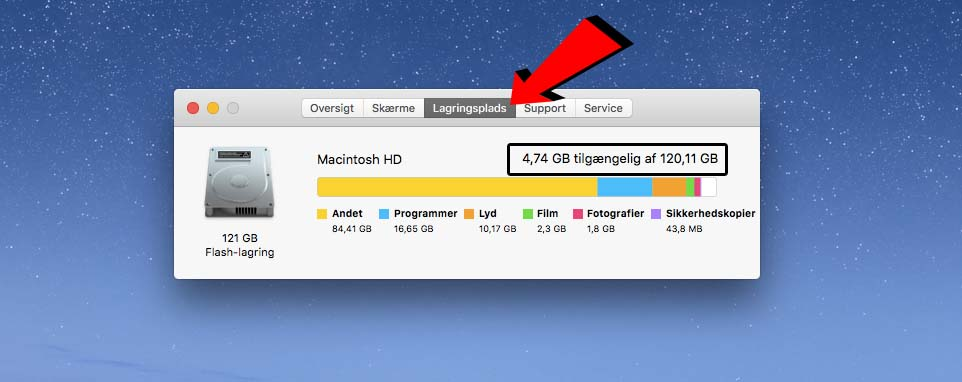 Oversigt Skærme Lagringsplads Support Service
Macintosh HD 4,74 GB tilgængelig af 120,11 GB
Andet Programmer Lyd Film Fotografier Sikkerhedskopier
84,41 GB 16,65 GB 10,17 GB 2,3 GB 1,8 GB 43,8 MB
121 GB
Flash-lagring